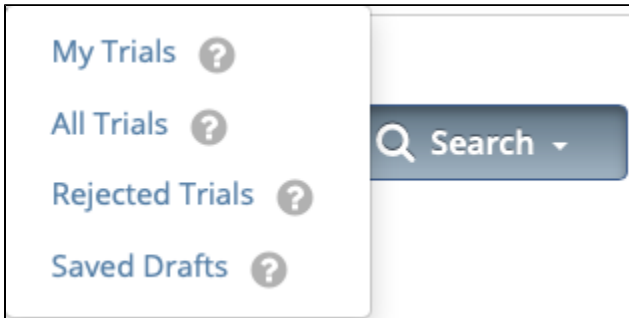 My Trials
All Trials
Rejected Trials
Saved Drafts
Search